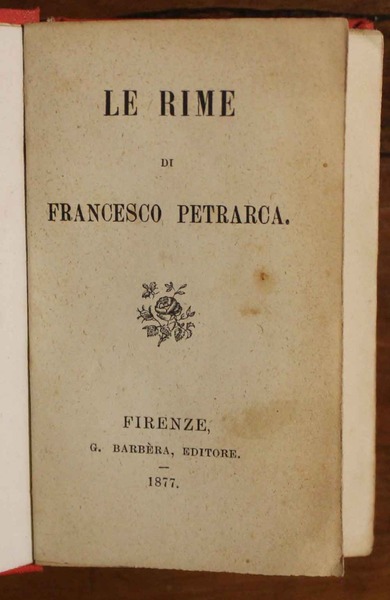 LE RIME
DI
FRANCESCO PETRARCA.
FIRENZE,
G. BARBÈRA, EDITORE.
1877.